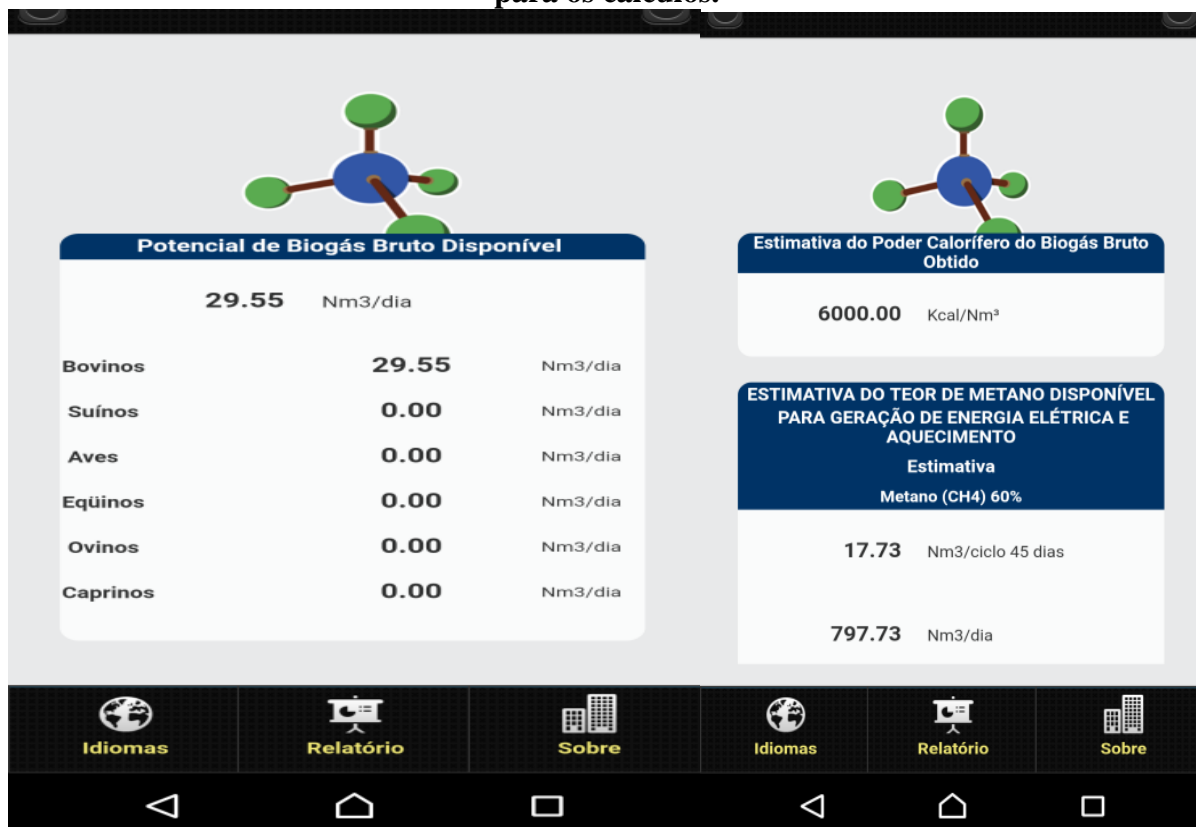 para os cálculos.
Potencial de Biogás Bruto Disponível
29.55 Nm3/dia
Bovinos 29.55 Nm3/dia
Suínos 0.00 Nm3/dia
Aves 0.00 Nm3/dia
Eqüinos 0.00 Nm3/dia
Ovinos 0.00 Nm3/dia
Caprinos 0.00 Nm3/dia
Idiomas Relatório Sobre
Estimativa do Poder Calorífero do Biogás Bruto
Obtido
6000.00 Kcal/Nm³
ESTIMATIVA DO TEOR DE METANO DISPONÍVEL
PARA GERAÇÃO DE ENERGIA ELÉTRICA E
AQUECIMENTO
Estimativa
Metano (CH4) 60%
17.73 Nm3/ciclo 45 dias
797.73 Nm3/dia
Idiomas Relatório Sobre